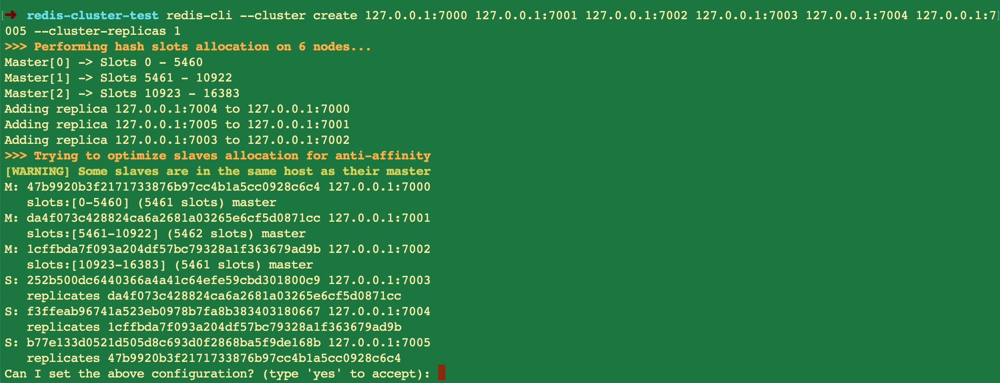 ➜ redis-cluster-test redis-cli --cluster create 127.0.0.1:7000 127.0.0.1:7001 127.0.0.1:7002 127.0.0.1:7003 127.0.0.1:7004 127.0.0.1:7
005 --cluster-replicas 1
>>> Performing hash slots allocation on 6 nodes...
Master[0] -> Slots 0 - 5460
Master[1] -> Slots 5461 - 10922
Master[2] -> Slots 10923 - 16383
Adding replica 127.0.0.1:7004 to 127.0.0.1:7000
Adding replica 127.0.0.1:7005 to 127.0.0.1:7001
Adding replica 127.0.0.1:7003 to 127.0.0.1:7002
>>> Trying to optimize slaves allocation for anti-affinity
[WARNING] Some slaves are in the same host as their master
M: 47b9920b3f2171733876b97cc4b1a5cc0928c6c4 127.0.0.1:7000
   slots:[0-5460] (5461 slots) master
M: da4f073c428824ca6a2681a03265e6cf5d0871cc 127.0.0.1:7001
   slots:[5461-10922] (5462 slots) master
M: 1cffbda7f093a204df57bc79328a1f363679ad9b 127.0.0.1:7002
   slots:[10923-16383] (5461 slots) master
S: 252b500dc6440366a4a41c64efe59cbd301800c9 127.0.0.1:7003
   replicates da4f073c428824ca6a2681a03265e6cf5d0871cc
S: f3ffeab96741a523eb0978b7fa8b383403180667 127.0.0.1:7004
   replicates 1cffbda7f093a204df57bc79328a1f363679ad9b
S: b77e133d0521d505d8c693d0f2868ba5f9de168b 127.0.0.1:7005
   replicates 47b9920b3f2171733876b97cc4b1a5cc0928c6c4
Can I set the above configuration? (type 'yes' to accept):